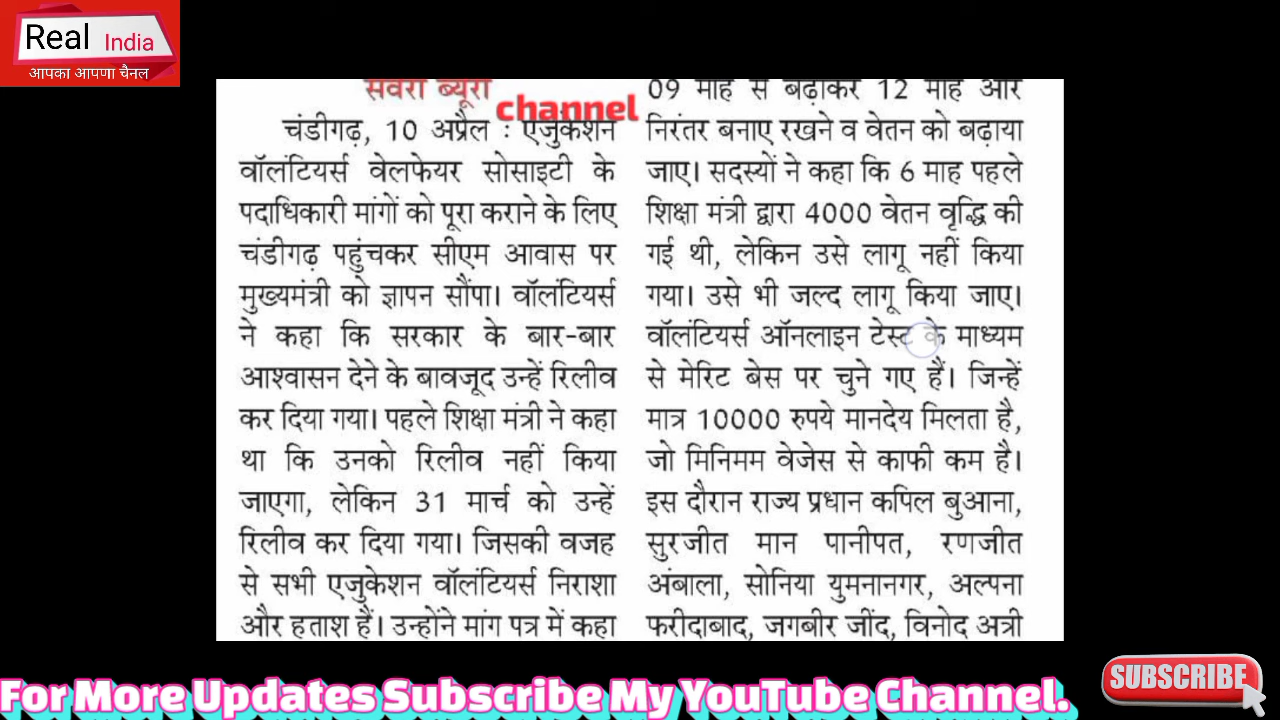 Real India
आपका आपणा चैनल
सवेरा ब्यूरो
channel
चंडीगढ़, 10 अप्रैल : एजुकेशन
वॉलंटियर्स वेलफेयर सोसाइटी के
पदाधिकारी मांगों को पूरा कराने के लिए
चंडीगढ़ पहुंचकर सीएम आवास पर
मुख्यमंत्री को ज्ञापन सौंपा। वॉलंटियर्स
ने कहा कि सरकार के बार-बार
आश्वासन देने के बावजूद उन्हें रिलीव
कर दिया गया। पहले शिक्षा मंत्री ने कहा
था कि उनको रिलीव नहीं किया
जाएगा, लेकिन 31 मार्च को उन्हें
रिलीव कर दिया गया। जिसकी वजह
से सभी एजुकेशन वॉलंटियर्स निराशा
और हताश हैं। उन्होंने मांग पत्र में कहा
09 माह से बढ़ाकर 12 माह और
निरंतर बनाए रखने व वेतन को बढ़ाया
जाए। सदस्यों ने कहा कि 6 माह पहले
शिक्षा मंत्री द्वारा 4000 वेतन वृद्धि की
गई थी, लेकिन उसे लागू नहीं किया
गया। उसे भी जल्द लागू किया जाए।
वॉलंटियर्स ऑनलाइन टेस्ट के माध्यम
से मेरिट बेस पर चुने गए हैं। जिन्हें
मात्र 10000 रुपये मानदेय मिलता है,
जो मिनिमम वेजेस से काफी कम है।
इस दौरान राज्य प्रधान कपिल बुआना,
सुरजीत मान पानीपत, रणजीत
अंबाला, सोनिया युमनानगर, अल्पना
फरीदाबाद, जगबीर जींद, विनोद अत्री
For More Updates Subscribe My YouTube Channel.
SUBSCRIBE